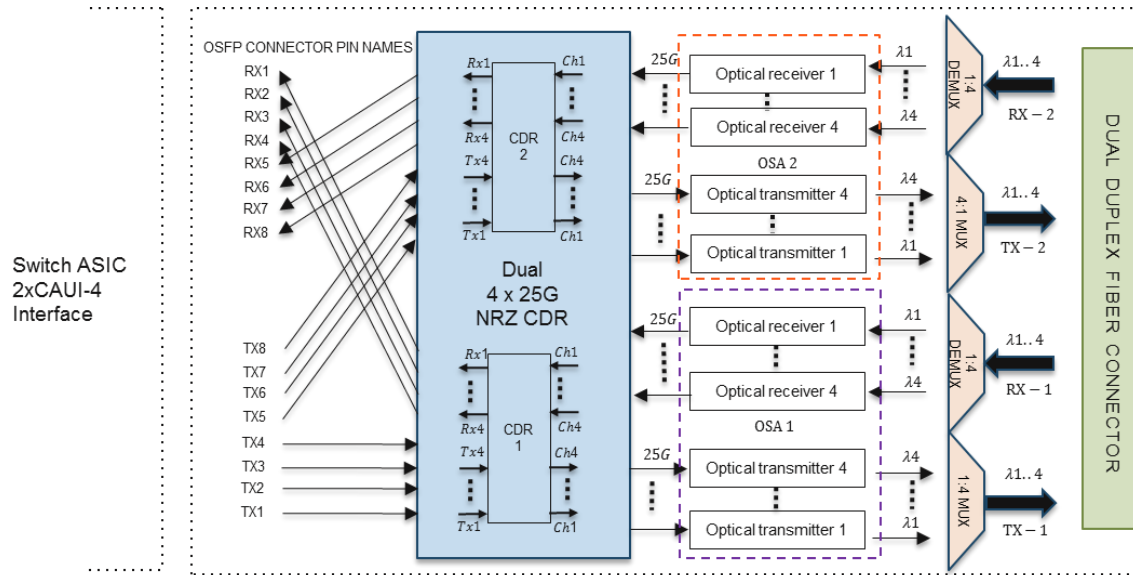 OSFP CONNECTOR PIN NAMES
RX1
RX2
RX3
RX4
RX5
RX6
RX7
RX8
TX8
TX7
TX6
TX5
TX4
TX3
TX2
TX1
Switch ASIC
2xCAUI-4
Interface
Rx1
Ch1
Rx4
Ch4
CDR
2
Tx4
Ch4
Tx1
Ch1
Dual
4 x 25G
NRZ CDR
Rx1
Ch1
Rx4
Ch4
CDR
1
Tx4
Ch4
Tx1
Ch1
25G
Optical receiver 1
λ1
Optical receiver 4
λ4
OSA 2
25G
Optical transmitter 4
λ4
Optical transmitter 1
λ1
25G
Optical receiver 1
λ1
Optical receiver 4
λ4
OSA 1
25G
Optical transmitter 4
λ4
Optical transmitter 1
λ1
1:4
DEMUX
λ1..4
RX − 2
4:1 MUX
λ1..4
TX − 2
1:4
DEMUX
λ1..4
RX − 1
1:4 MUX
λ1..4
TX − 1
DUAL DUPLEX FIBER CONNECTOR